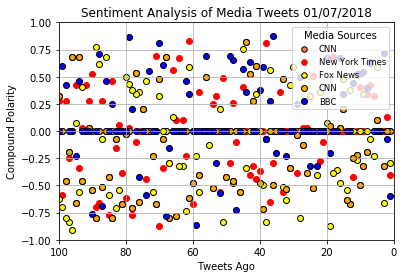 Sentiment Analysis of Media Tweets 01/07/2018
1.00
0.75
0.50
0.25
0.00
−0.25
−0.50
−0.75
−1.00
Compound Polarity
Media Sources
CNN
New York Times
Fox News
CNN
BBC
100
80
60
40
20
0
Tweets Ago